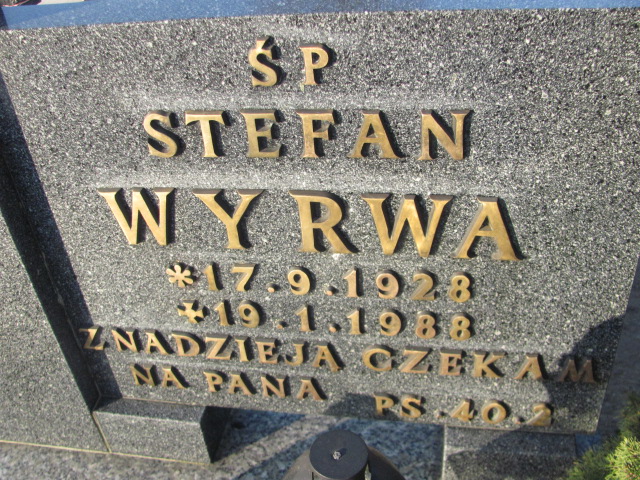 ŚP
STEFAN
WYRWA
* 17.9.1928
+ 19.1.1988
Z NADZIEJĄ CZEKAM
NA PANA PS. 40.2